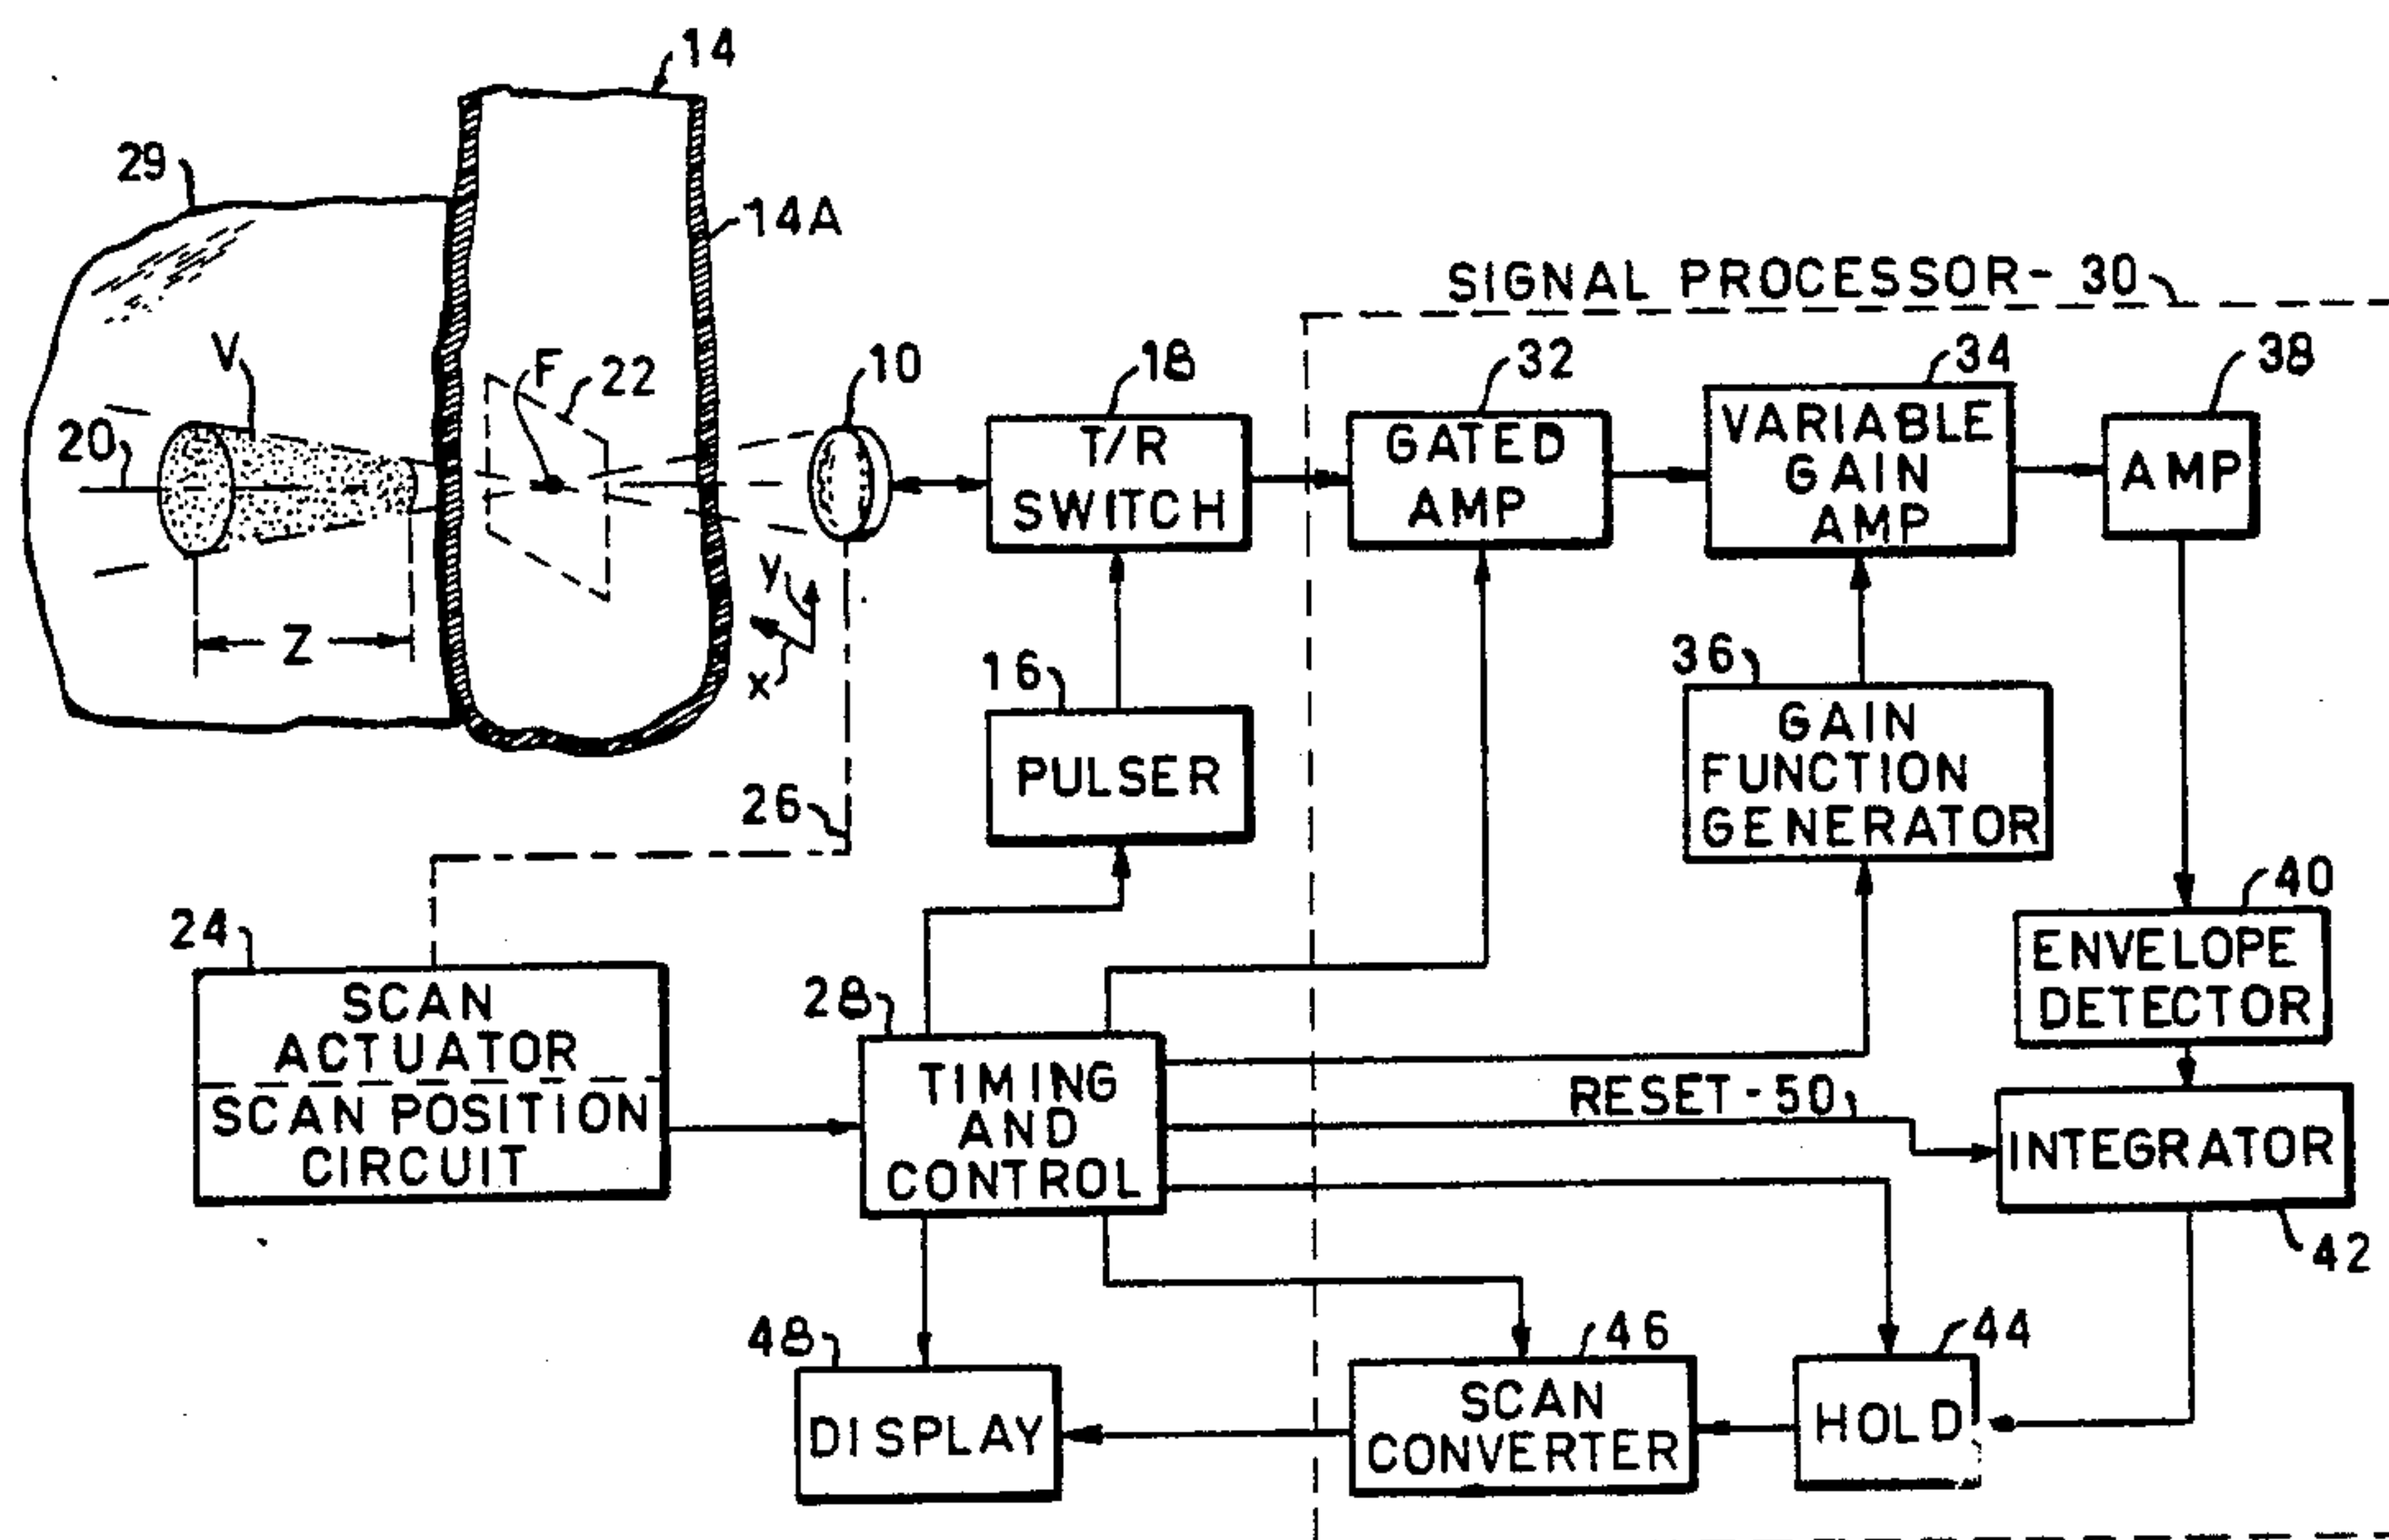 14
29
14A
SIGNAL PROCESSOR- 30
V
F
22
10
18
32
34
38
20
T/R
SWITCH
GATED
AMP
VARIABLE
GAIN
AMP
AMP
y
x
Z
16
PULSER
36
GAIN
FUNCTION
GENERATOR
26
40
ENVELOPE
DETECTOR
24
SCAN
ACTUATOR
SCAN POSITION
CIRCUIT
28
TIMING
AND
CONTROL
RESET-50
INTEGRATOR
42
48
DISPLAY
46
SCAN
CONVERTER
44
HOLD